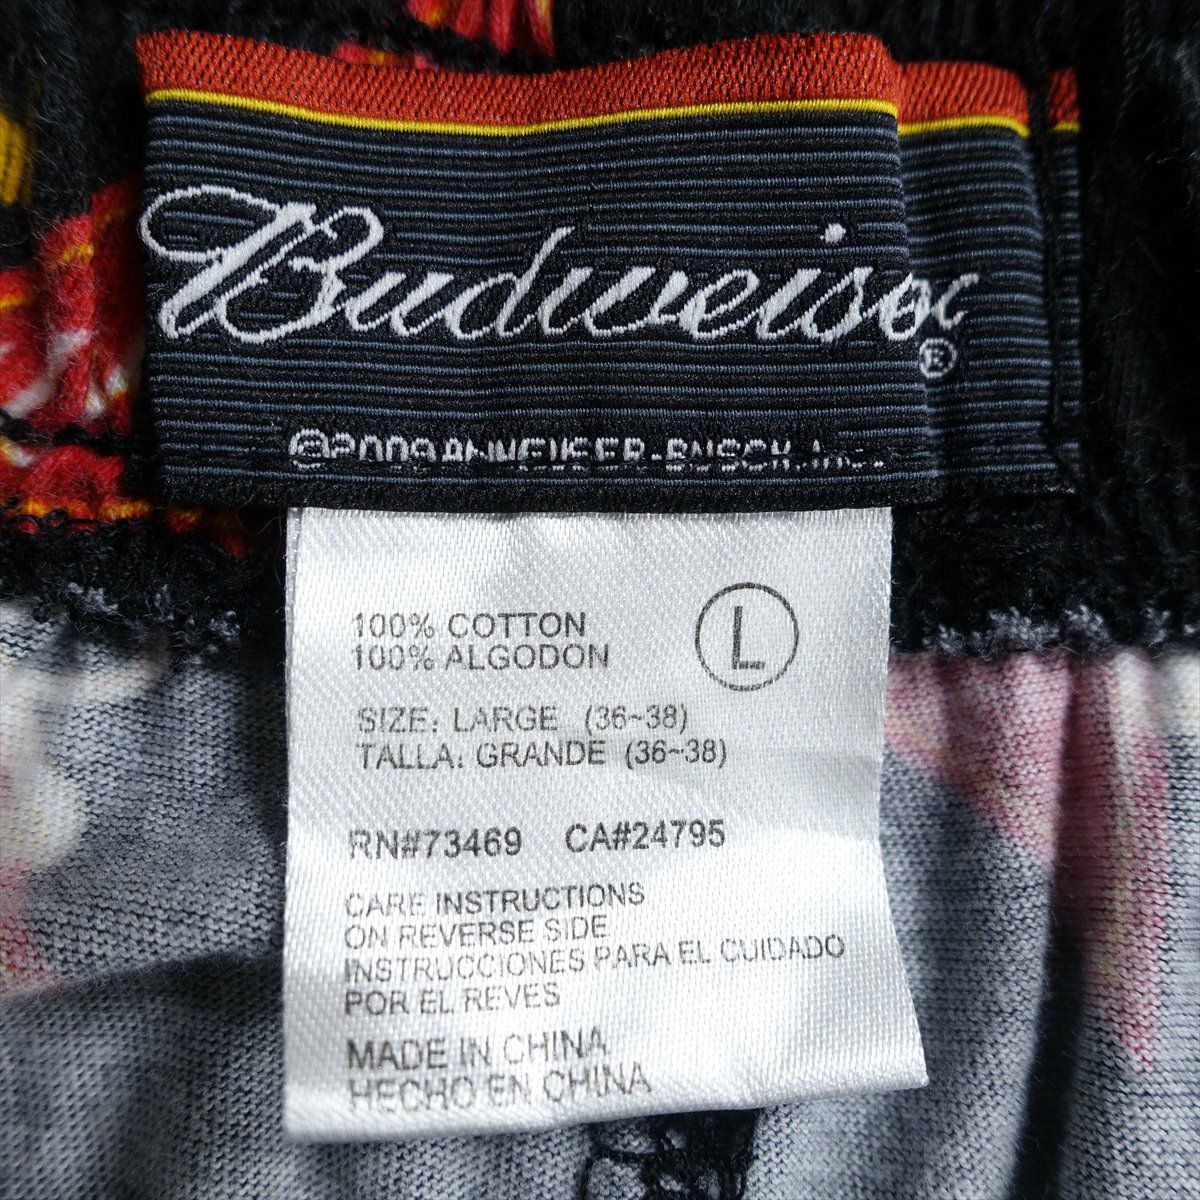 Budweiser
®
©2009 ANHEUSER-BUSCH, Inc.
100% COTTON
100% ALGODON
L
SIZE: LARGE (36~38)
TALLA: GRANDE (36~38)
RN#73469 CA#24795
CARE INSTRUCTIONS
ON REVERSE SIDE
INSTRUCCIONES PARA EL CUIDADO
POR EL REVES
MADE IN CHINA
HECHO EN CHINA